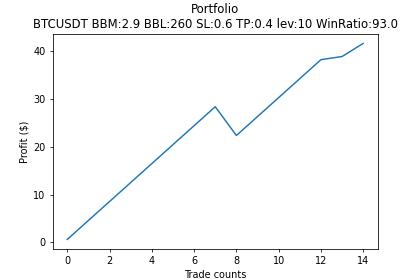 Portfolio
BTCUSDT BBM:2.9 BBL:260 SL:0.6 TP:0.4 lev:10 WinRatio:93.0
40
30
20
10
0
Profit ($)
0 2 4 6 8 10 12 14
Trade counts